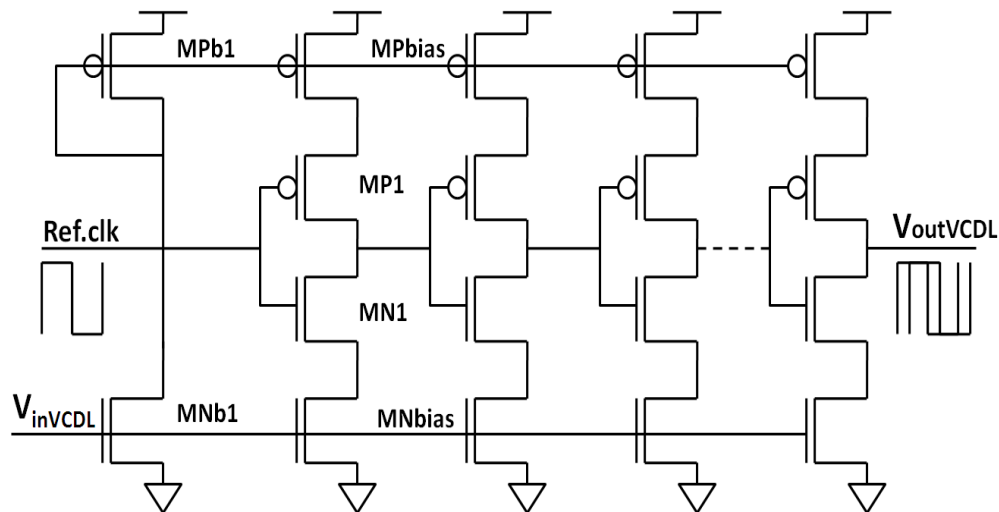 MPb1 MPbias
MP1
Ref.clk VoutVCDL
MN1
VinVCDL MNb1 MNbias